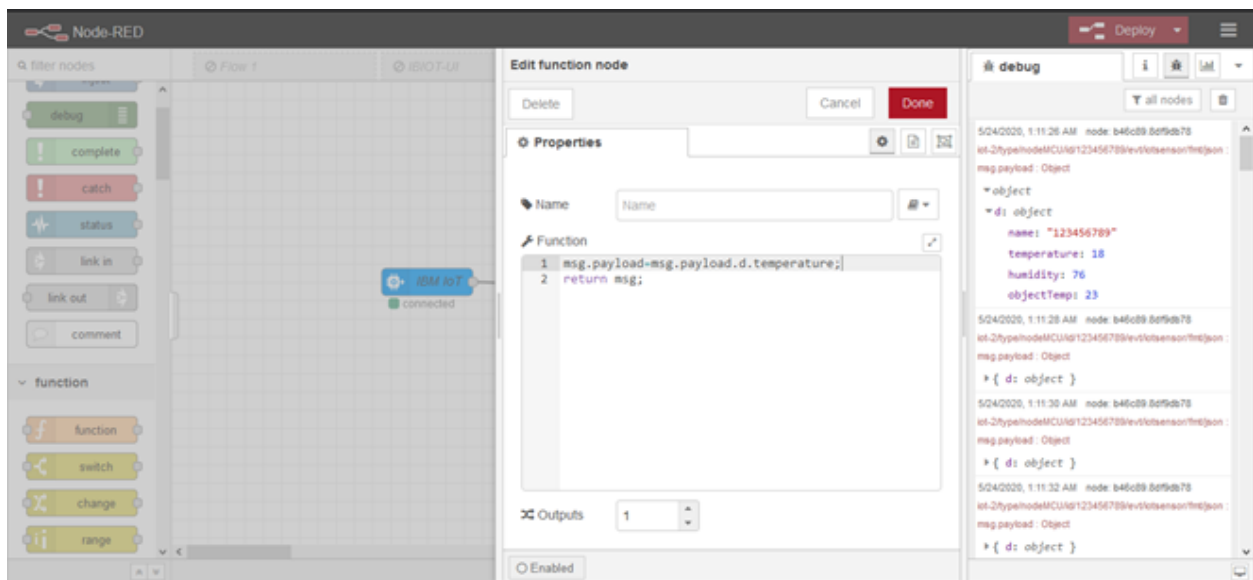 Node-RED
Deploy
filter nodes
debug
complete
catch
status
link in
link out
comment
function
function
switch
change
range
Flow 1
IBIOT-UI
IBM IoT
connected
Edit function node
Delete
Cancel
Done
Properties
Name
Name
Function
1 msg.payload=msg.payload.d.temperature;
2 return msg;
Outputs
1
Enabled
debug
i
all nodes
5/24/2020, 1:11:26 AM node: b46c89.8df9db78
iot-2/type/nodeMCU/id/123456789/evt/iotsensor/fmt/json :
msg.payload : Object
object
d: object
name: "123456789"
temperature: 18
humidity: 76
objectTemp: 23
5/24/2020, 1:11:28 AM node: b46c89.8df9db78
iot-2/type/nodeMCU/id/123456789/evt/iotsensor/fmt/json :
msg.payload : Object
{ d: object }
5/24/2020, 1:11:30 AM node: b46c89.8df9db78
iot-2/type/nodeMCU/id/123456789/evt/iotsensor/fmt/json :
msg.payload : Object
{ d: object }
5/24/2020, 1:11:32 AM node: b46c89.8df9db78
iot-2/type/nodeMCU/id/123456789/evt/iotsensor/fmt/json :
msg.payload : Object
{ d: object }